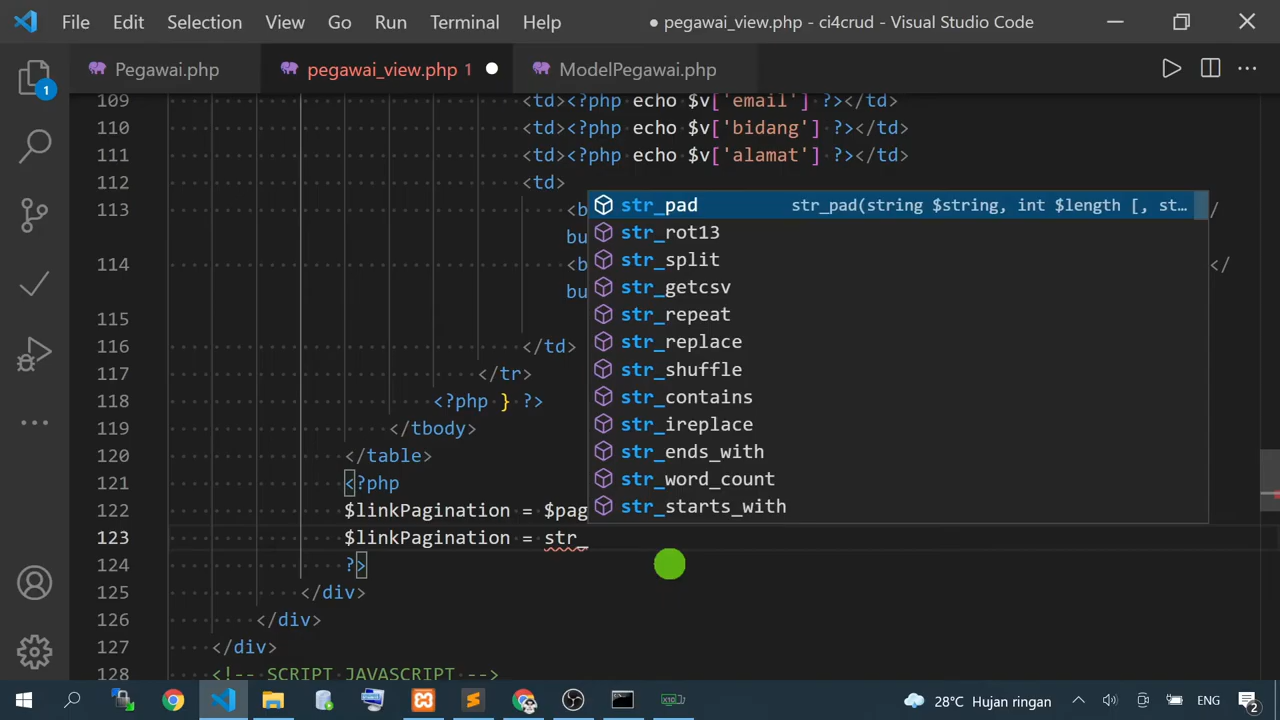 File Edit Selection View Go Run Terminal Help ● pegawai_view.php - ci4crud - Visual Studio Code
Pegawai.php pegawai_view.php 1 ModelPegawai.php
1
109 <td><?php echo $v['email'] ?></td>
110 <td><?php echo $v['bidang'] ?></td>
111 <td><?php echo $v['alamat'] ?></td>
112 <td>
str_pad str_pad(string $string, int $length [, st…
113 <b /
str_rot13
bu
str_split
114 <b </
str_getcsv
bu
str_repeat
115
str_replace
116 </td>
str_shuffle
117 </tr>
str_contains
118 <?php } ?>
str_ireplace
119 </tbody>
str_ends_with
120 </table>
str_word_count
121 <?php
str_starts_with
122 $linkPagination = $pag
123 $linkPagination = str_
124 ?>
125 </div>
126 </div>
127 </div>
128 <!-- SCRIPT JAVASCRIPT -->
28°C Hujan ringan ENG 2